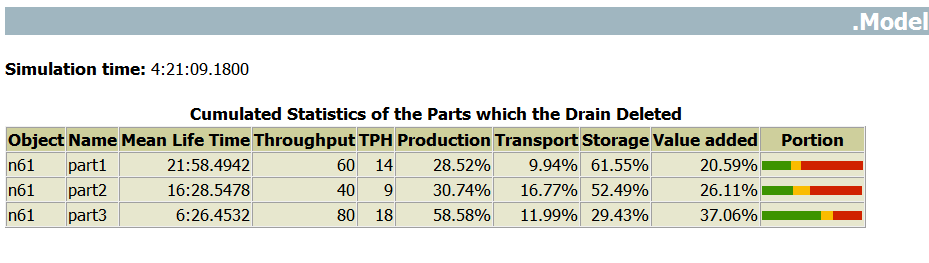 .Model
Simulation time: 4:21:09.1800
Cumulated Statistics of the Parts which the Drain Deleted
Object Name Mean Life Time Throughput TPH Production Transport Storage Value added Portion
n61 part1 21:58.4942 60 14 28.52% 9.94% 61.55% 20.59%
n61 part2 16:28.5478 40 9 30.74% 16.77% 52.49% 26.11%
n61 part3 6:26.4532 80 18 58.58% 11.99% 29.43% 37.06%